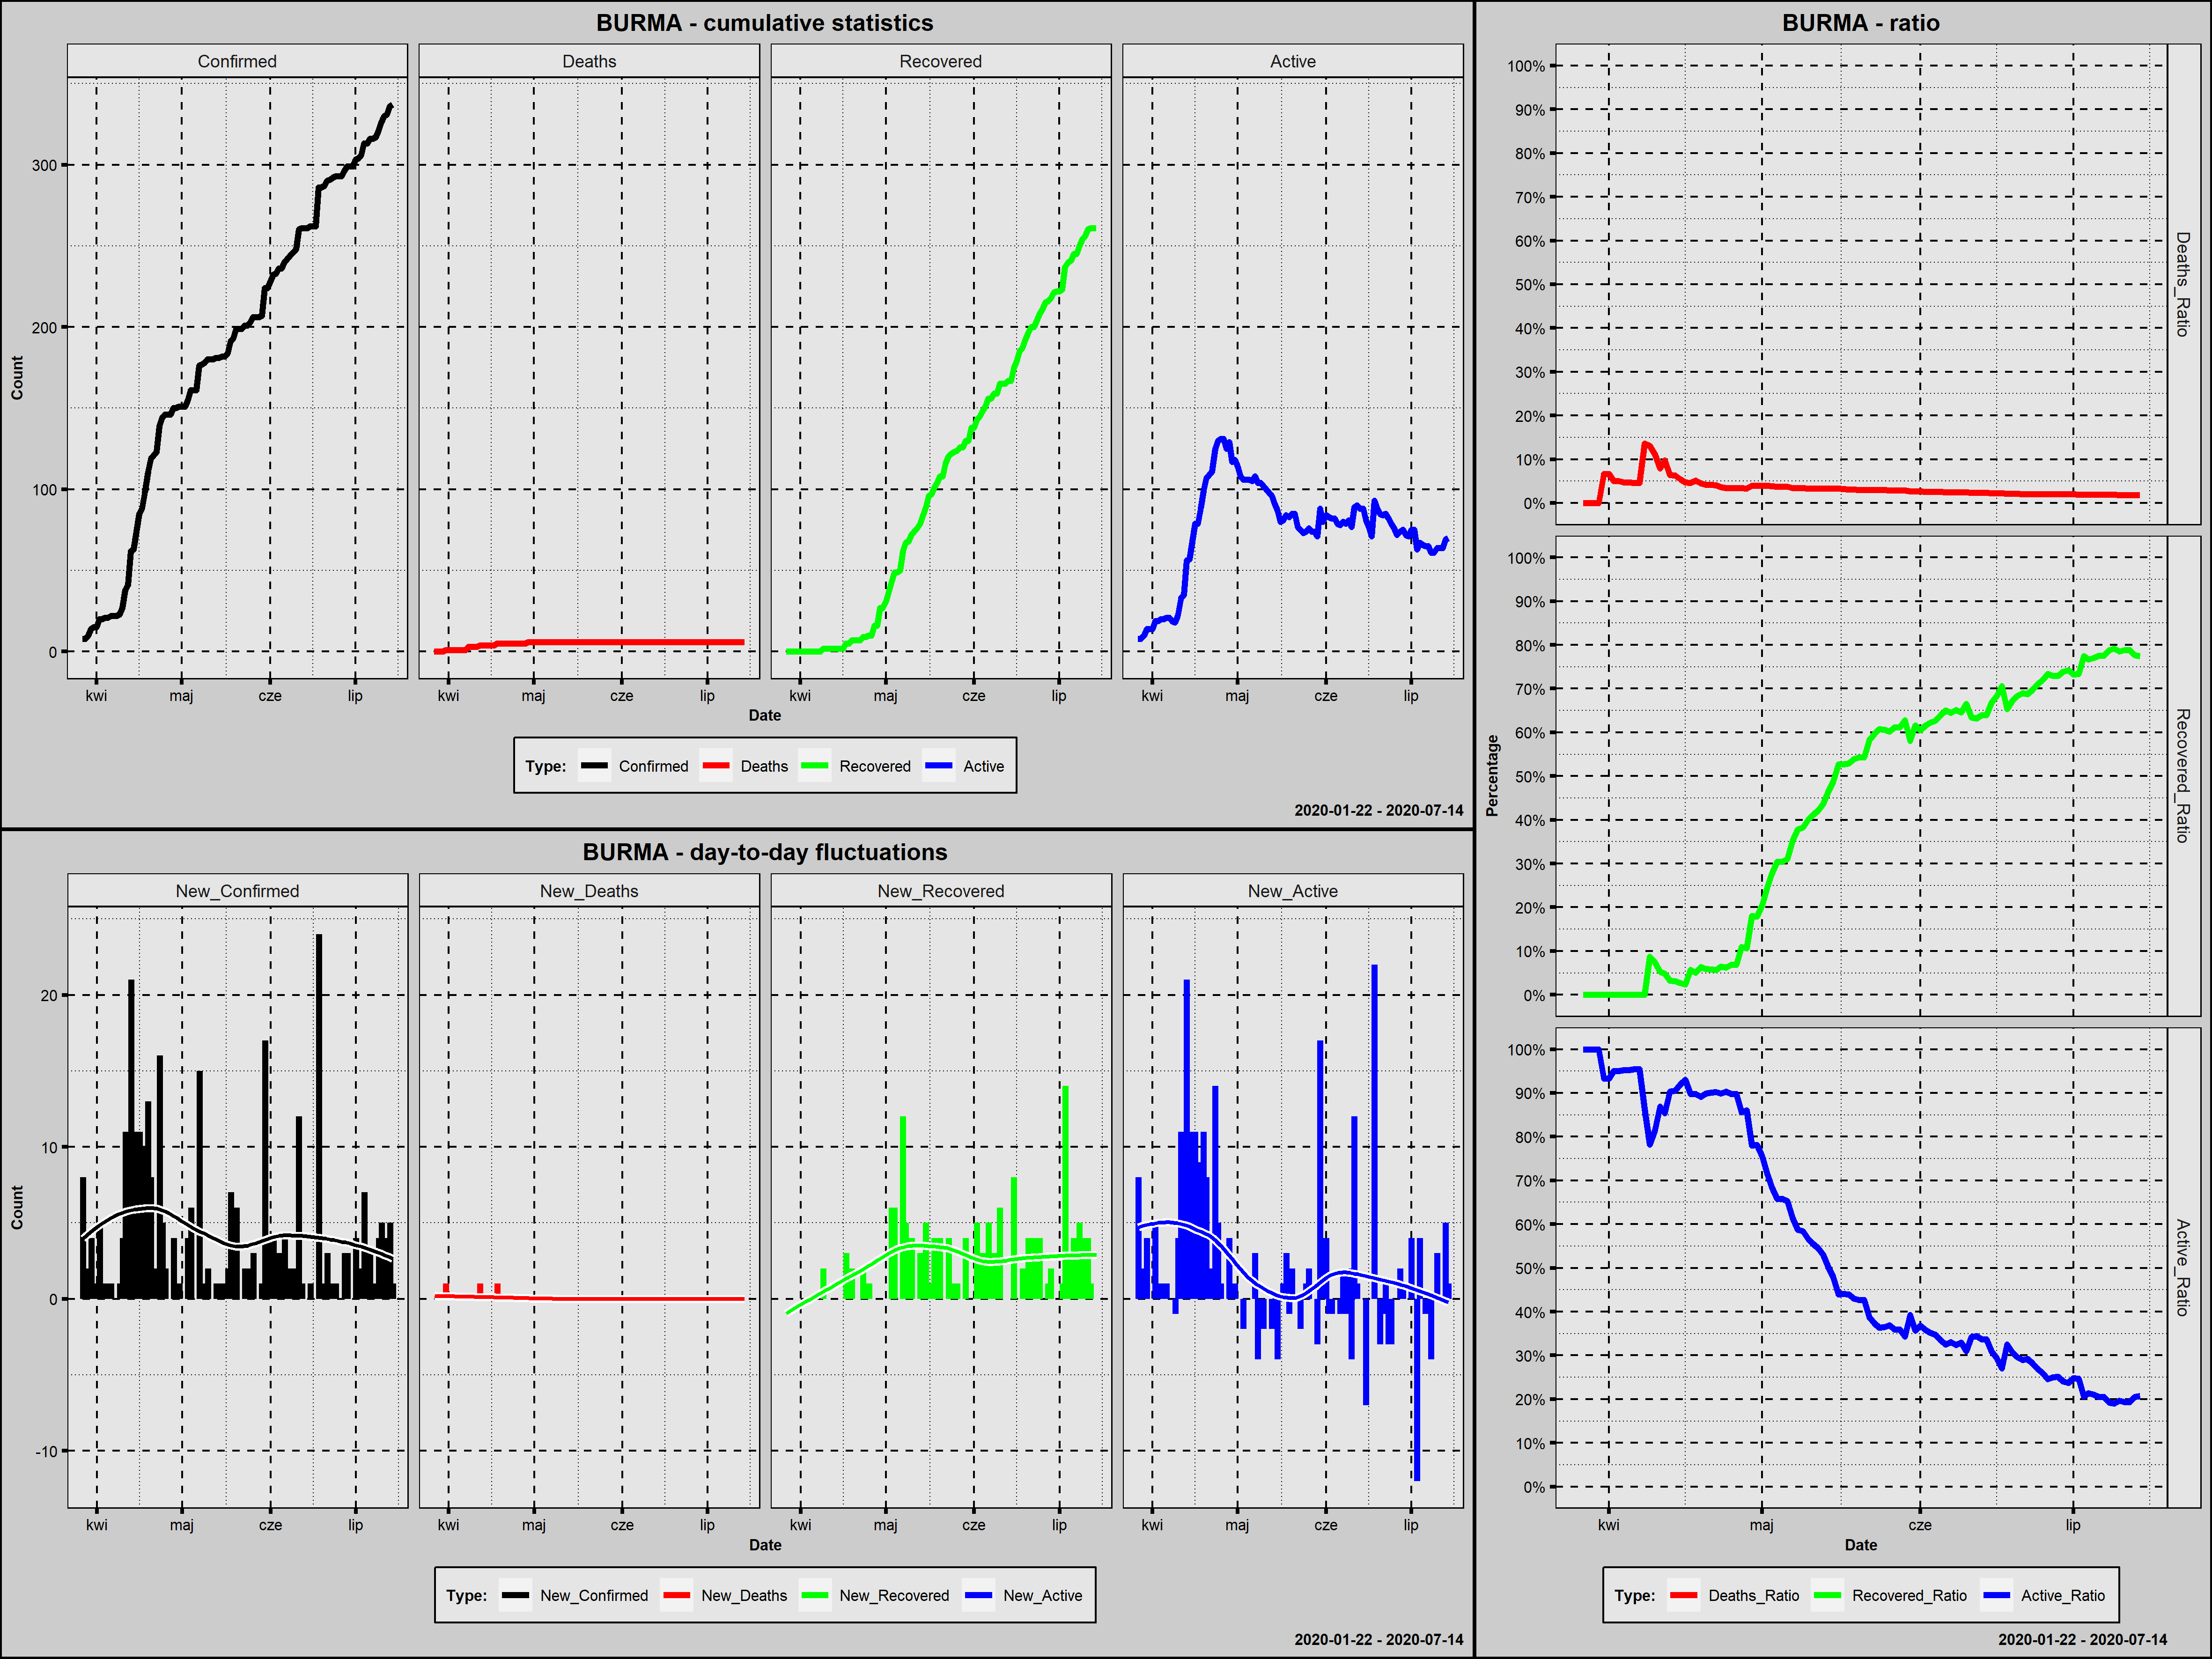 BURMA - cumulative statistics
Confirmed Deaths Recovered Active
Count
300
200
100
0
kwi maj cze lip kwi maj cze lip kwi maj cze lip kwi maj cze lip
Date
Type: Confirmed Deaths Recovered Active
2020-01-22 - 2020-07-14
BURMA - day-to-day fluctuations
New_Confirmed New_Deaths New_Recovered New_Active
Count
20
10
0
-10
kwi maj cze lip kwi maj cze lip kwi maj cze lip kwi maj cze lip
Date
Type: New_Confirmed New_Deaths New_Recovered New_Active
2020-01-22 - 2020-07-14
BURMA - ratio
Percentage
100%
90%
80%
70%
60%
50%
40%
30%
20%
10%
0%
Deaths_Ratio
100%
90%
80%
70%
60%
50%
40%
30%
20%
10%
0%
Recovered_Ratio
100%
90%
80%
70%
60%
50%
40%
30%
20%
10%
0%
Active_Ratio
kwi maj cze lip
Date
Type: Deaths_Ratio Recovered_Ratio Active_Ratio
2020-01-22 - 2020-07-14